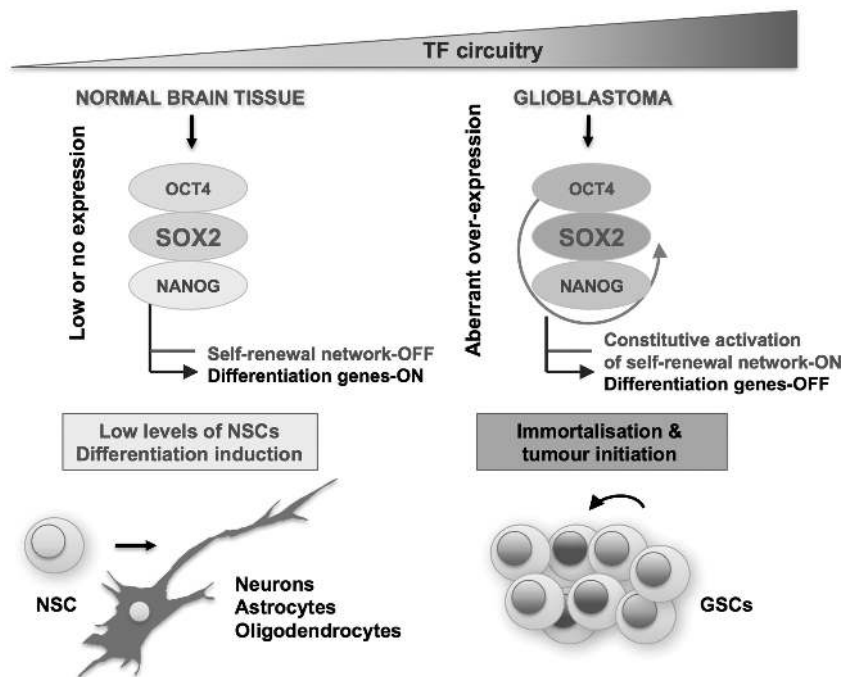 TF circuitry
NORMAL BRAIN TISSUE
Low or no expression
OCT4
SOX2
NANOG
Self-renewal network-OFF
Differentiation genes-ON
Low levels of NSCs
Differentiation induction
NSC
Neurons
Astrocytes
Oligodendrocytes
GLIOBLASTOMA
Aberrant over-expression
OCT4
SOX2
NANOG
Constitutive activation
of self-renewal network-ON
Differentiation genes-OFF
Immortalisation &
tumour initiation
GSCs